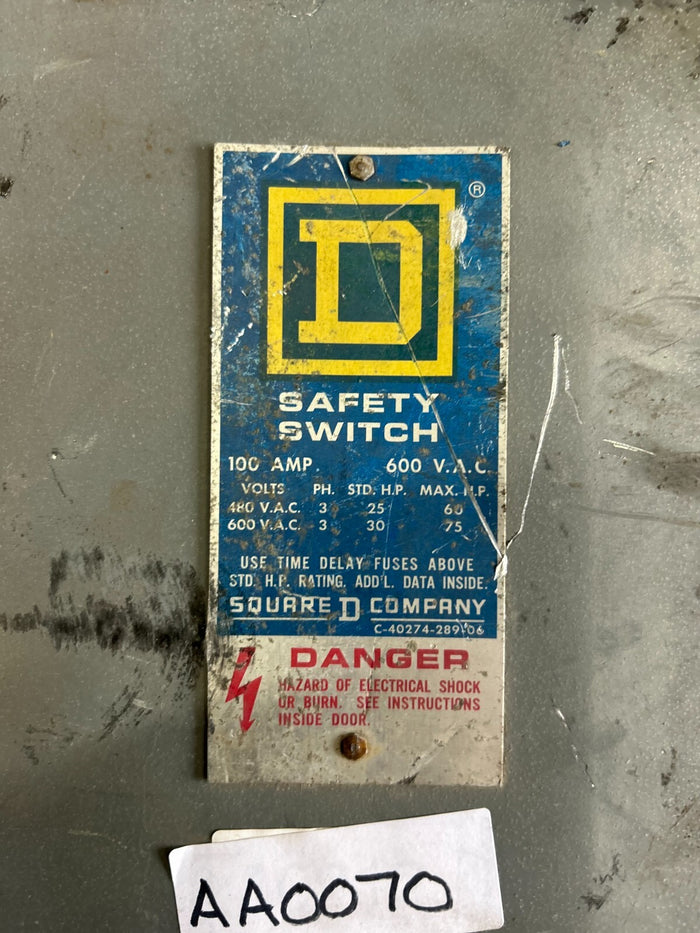 D ®
SAFETY
SWITCH
100 AMP. 600 V.A.C.
VOLTS PH. STD. H.P. MAX. H.P.
480 V.A.C. 3 25 60
600 V.A.C. 3 30 75
USE TIME DELAY FUSES ABOVE
STD. H.P. RATING. ADD'L. DATA INSIDE.
SQUARE D COMPANY
C-40274-289-06
DANGER
HAZARD OF ELECTRICAL SHOCK
OR BURN. SEE INSTRUCTIONS
INSIDE DOOR.
AA0070